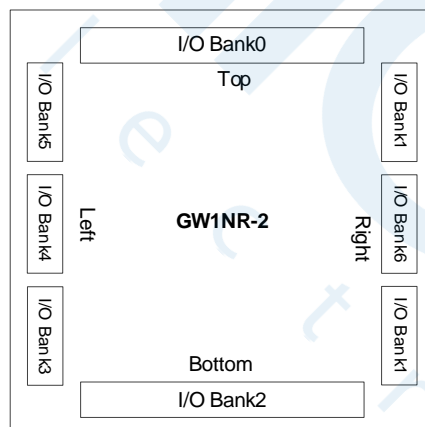 I/O Bank0
Top
I/O Bank5
I/O Bank1
I/O Bank4
Left
GW1NR-2
Right
I/O Bank6
I/O Bank3
I/O Bank1
Bottom
I/O Bank2